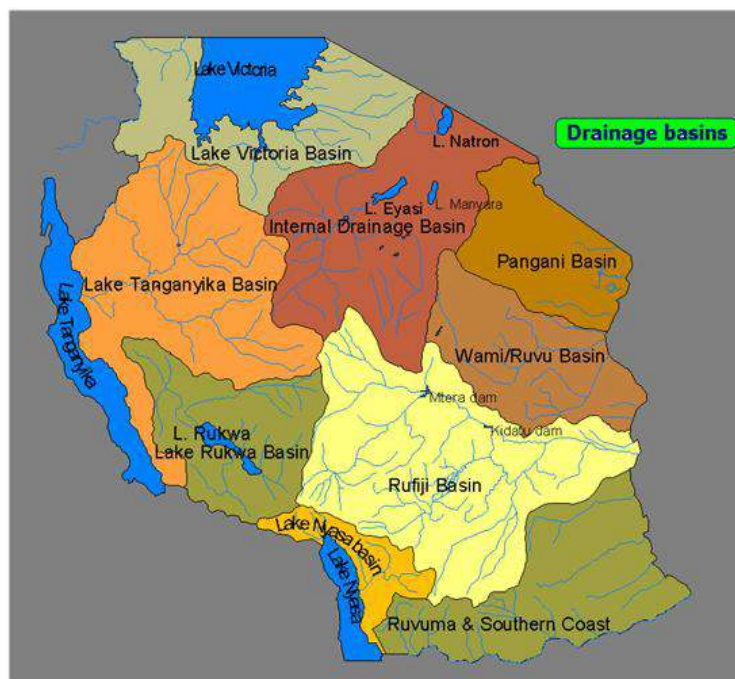 Lake Victoria
Drainage basins
L. Natron
Lake Victoria Basin
L. Manyara
L. Eyasi
Internal Drainage Basin
Pangani Basin
Lake Tanganyika Basin
Lake Tanganyika
Wami/Ruvu Basin
Mtera dam
Kidatu dam
L. Rukwa
Lake Rukwa Basin
Rufiji Basin
Lake Nyasa basin
Lake Nyasa
Ruvuma & Southern Coast